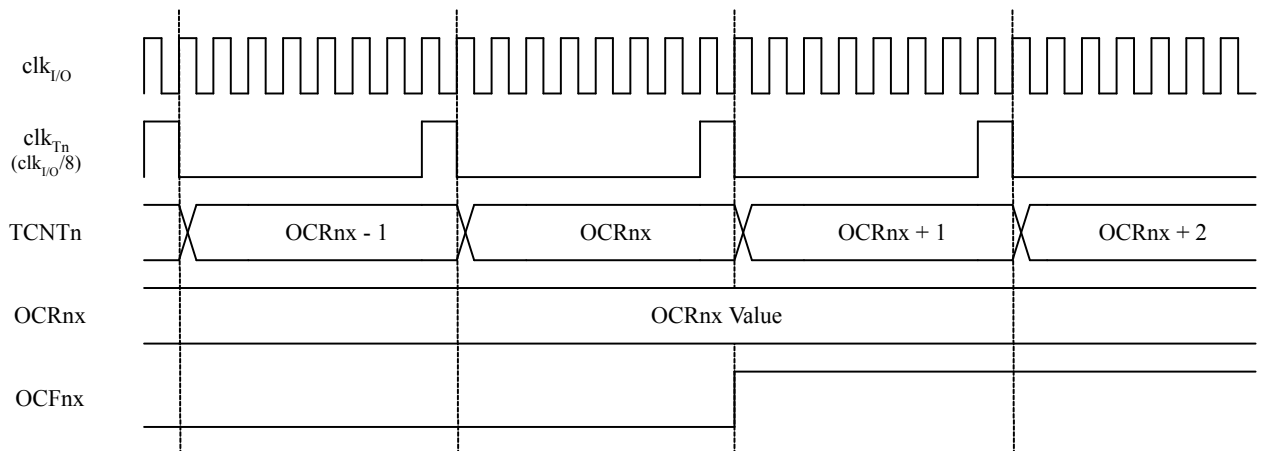 clkI/O
clkTn
(clkI/O/8)
TCNTn OCRnx - 1 OCRnx OCRnx + 1 OCRnx + 2
OCRnx OCRnx Value
OCFnx